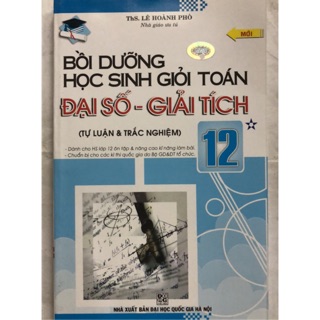 ThS. LÊ HOÀNH PHÒ
Nhà giáo ưu tú
MỚI
BỒI DƯỠNG
HỌC SINH GIỎI TOÁN
ĐẠI SỐ - GIẢI TÍCH
(TỰ LUẬN & TRẮC NGHIỆM)
12
- Dành cho HS lớp 12 ôn tập & nâng cao kĩ năng làm bài.
- Chuẩn bị cho các kì thi quốc gia do Bộ GD&ĐT tổ chức.
NHÀ XUẤT BẢN ĐẠI HỌC QUỐC GIA HÀ NỘI